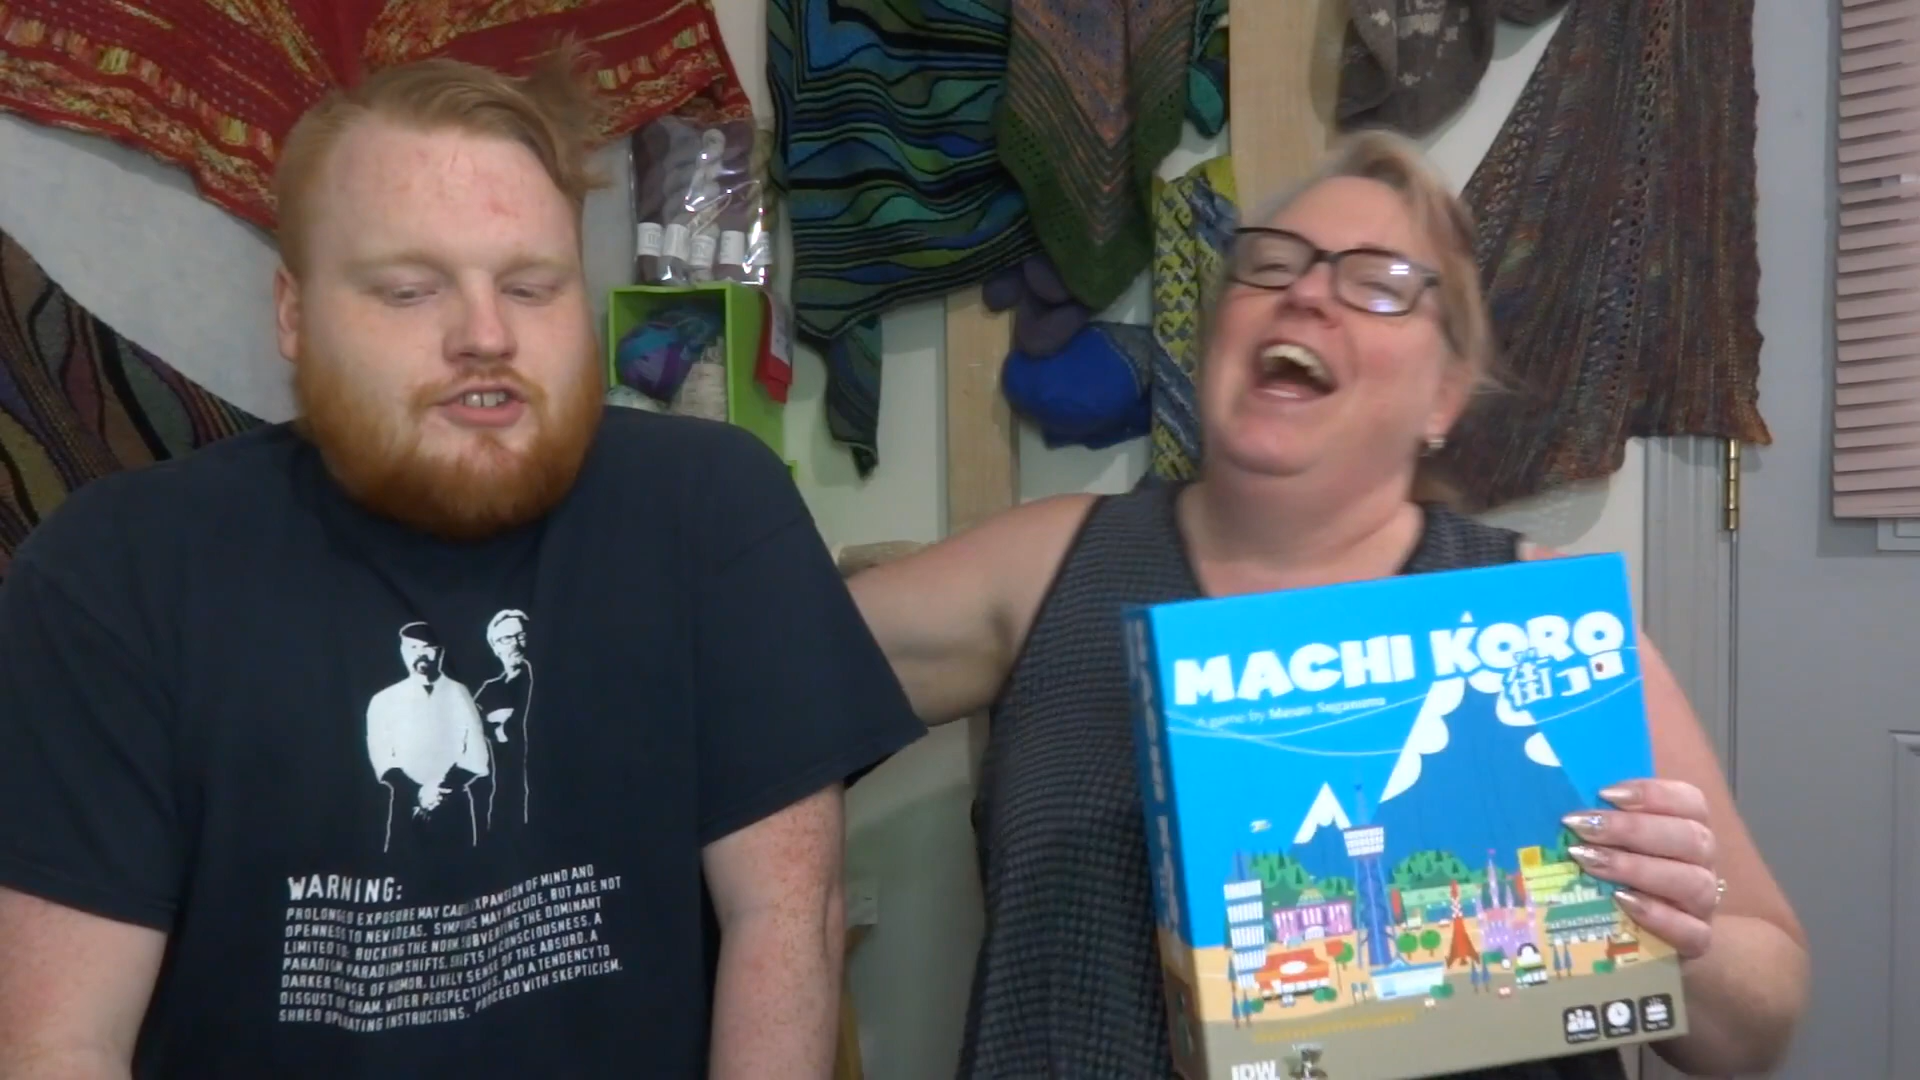 MACHI KORO
街コロ
A game by Masao Suganuma
IDW
WARNING:
PROLONGED EXPOSURE MAY CAUSE EXPANSION OF MIND AND
OPENNESS TO NEW IDEAS. SYMPTOMS MAY INCLUDE, BUT ARE NOT
LIMITED TO: BUCKING THE NORM, SUBVERTING THE DOMINANT
PARADIGM, PARADIGM SHIFTS, SHIFTS IN CONSCIOUSNESS, A
DARKER SENSE OF HUMOR, LIVELY SENSE OF THE ABSURD, A
DISGUST OF SHAM, WIDER PERSPECTIVES, AND A TENDENCY TO
SHRED OPERATING INSTRUCTIONS. PROCEED WITH SKEPTICISM.